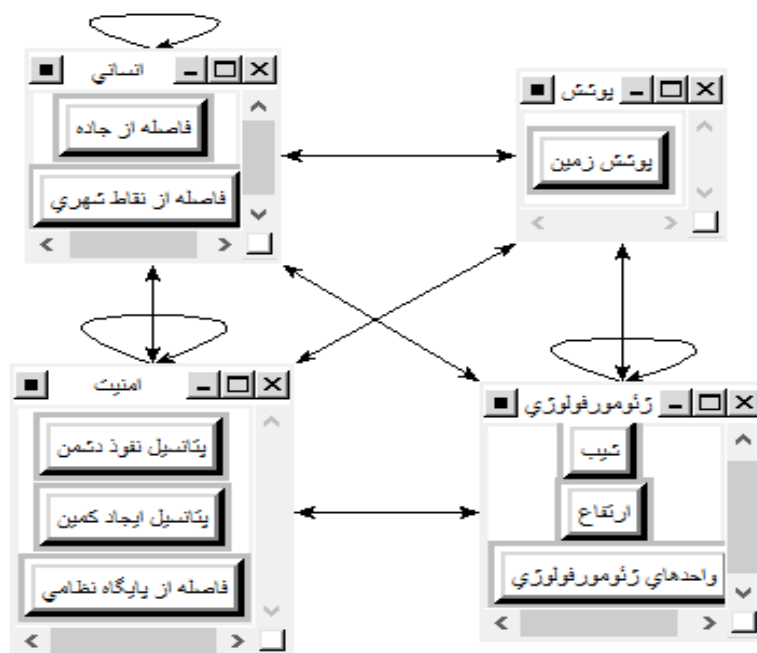 انساني
فاصله از جاده
فاصله از نقاط شهري
پوشش
پوشش زمين
امنيت
پتانسيل نفوذ دشمن
پتانسيل ايجاد کمين
فاصله از پايگاه نظامي
ژئومورفولوژي
شيب
ارتفاع
واحدهاي ژئومورفولوژي